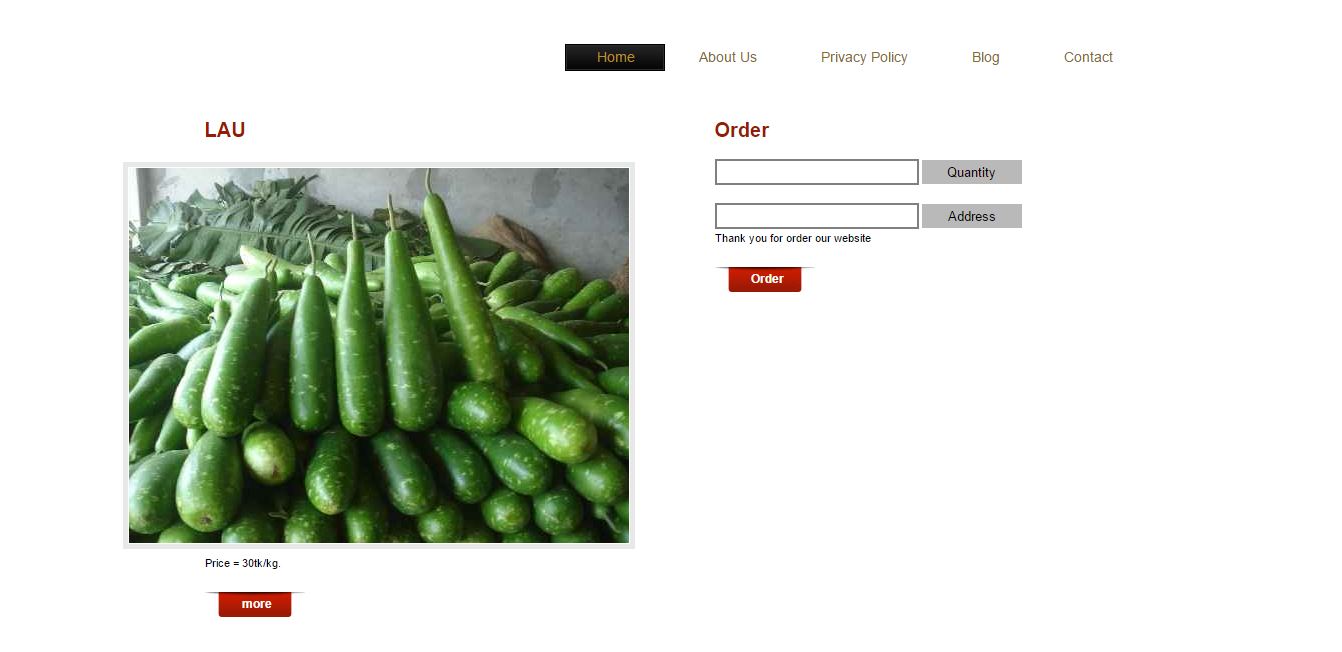 Home About Us Privacy Policy Blog Contact
LAU
Price = 30tk/kg.
more
Order
Quantity
Address
Thank you for order our website
Order